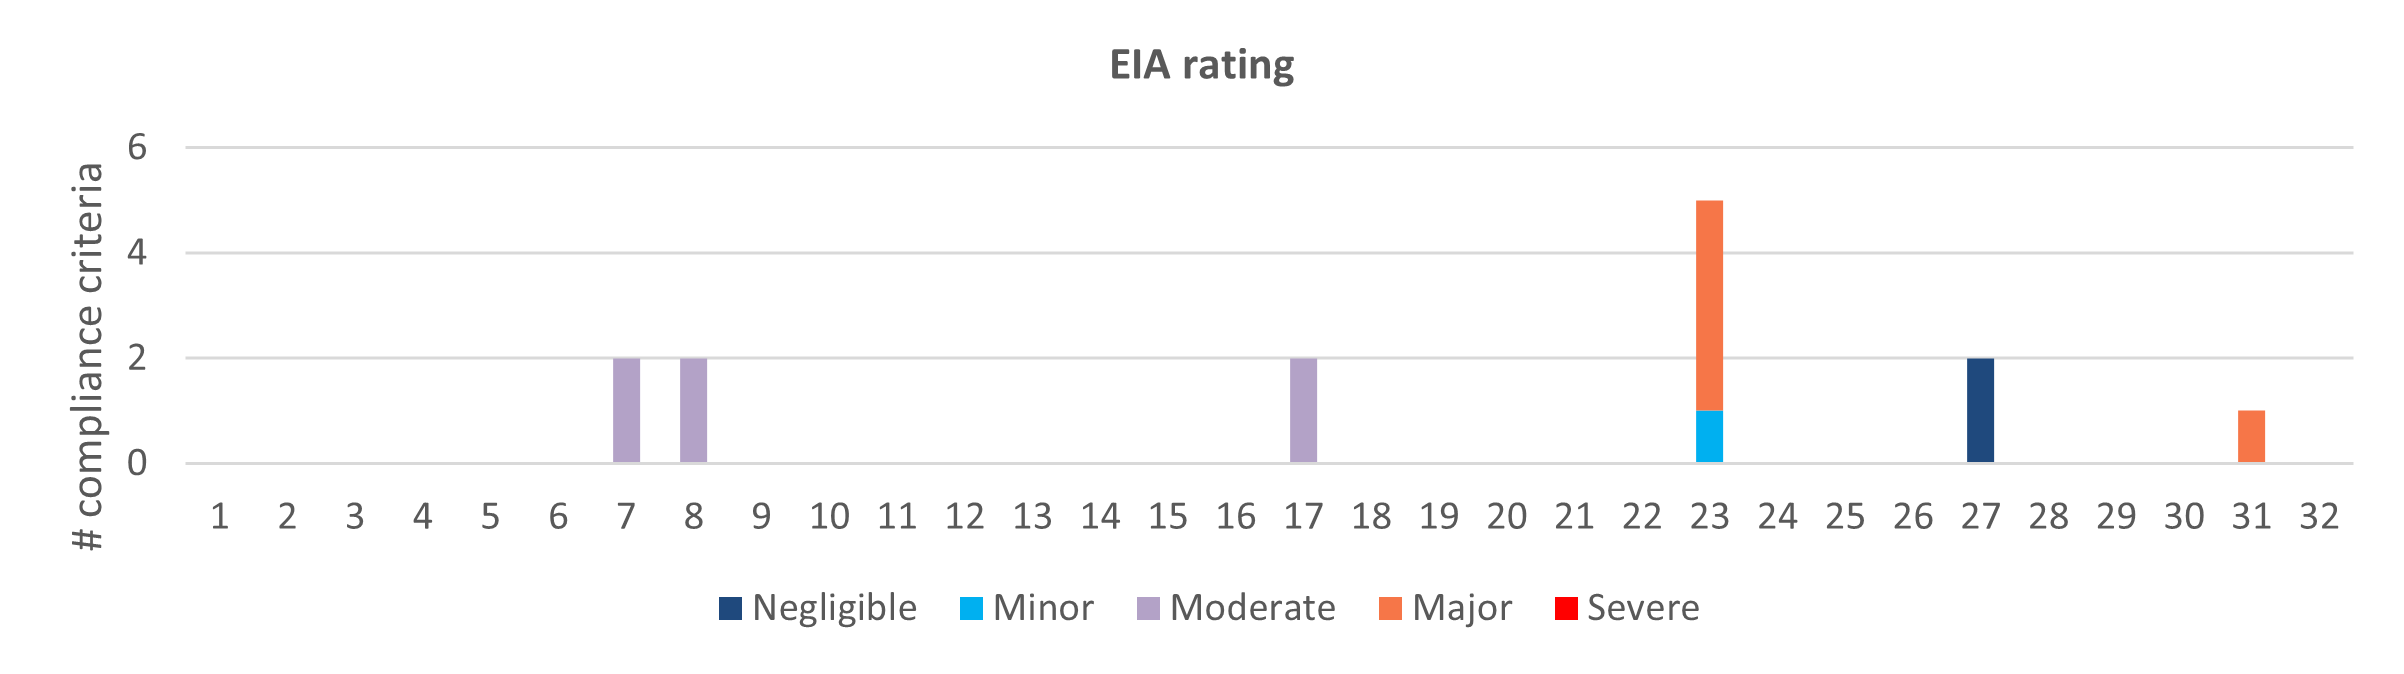 EIA rating
# compliance criteria
6
4
2
0
1 2 3 4 5 6 7 8 9 10 11 12 13 14 15 16 17 18 19 20 21 22 23 24 25 26 27 28 29 30 31 32
Negligible Minor Moderate Major Severe